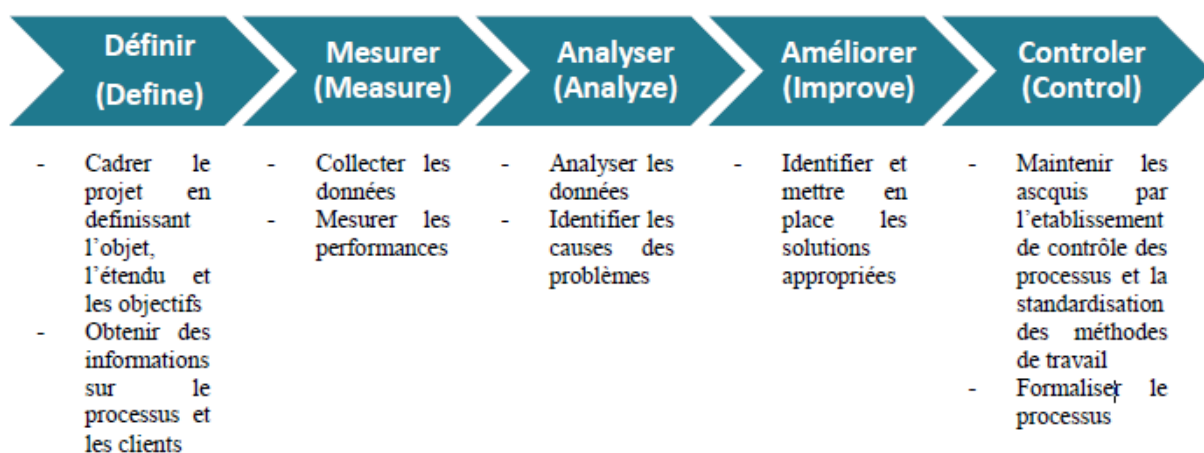 Définir
(Define)
Mesurer
(Measure)
Analyser
(Analyze)
Améliorer
(Improve)
Controler
(Control)
- Cadrer le
projet en
definissant
l'objet,
l'étendu et
les objectifs
- Obtenir des
informations
sur le
processus et
les clients
- Collecter les
données
- Mesurer les
performances
- Analyser les
données
- Identifier les
causes des
problèmes
- Identifier et
mettre en
place les
solutions
appropriées
- Maintenir les
ascquis par
l'etablissement
de contrôle des
processus et la
standardisation
des méthodes
de travail
- Formaliser le
processus